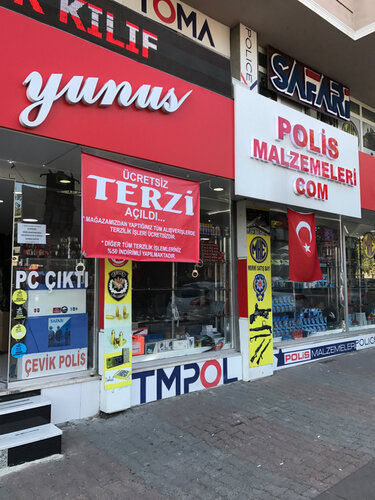 K KILIF
TOMA
POLICE
SAFARİ
yunus
POLİS
MALZEMELERİ
COM
ÜCRETSİZ
TERZİ
AÇILDI...
* MAĞAZAMIZDAN YAPTIĞINIZ TÜM ALIŞVERİŞLERDE
TERZİLİK İŞLERİ ÜCRETSİZDİR.
* DİĞER TÜM TERZİLİK İŞLEMLERİNİZ
%50 İNDİRİMLİ YAPILMAKTADIR.
PC ÇIKTI
ÇEVİK POLİS
TMPOL
POLİS MALZEMELERİ
POLICE